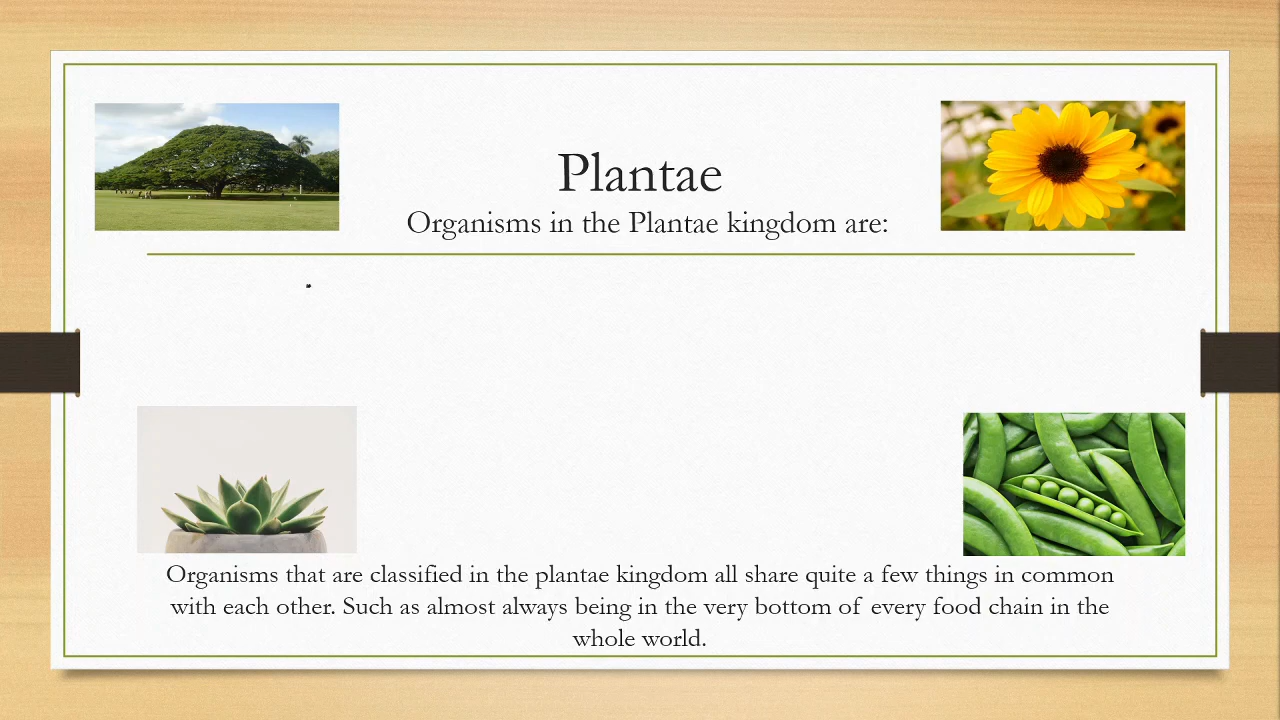 Plantae
Organisms in the Plantae kingdom are:
Organisms that are classified in the plantae kingdom all share quite a few things in common
with each other. Such as almost always being in the very bottom of every food chain in the
whole world.